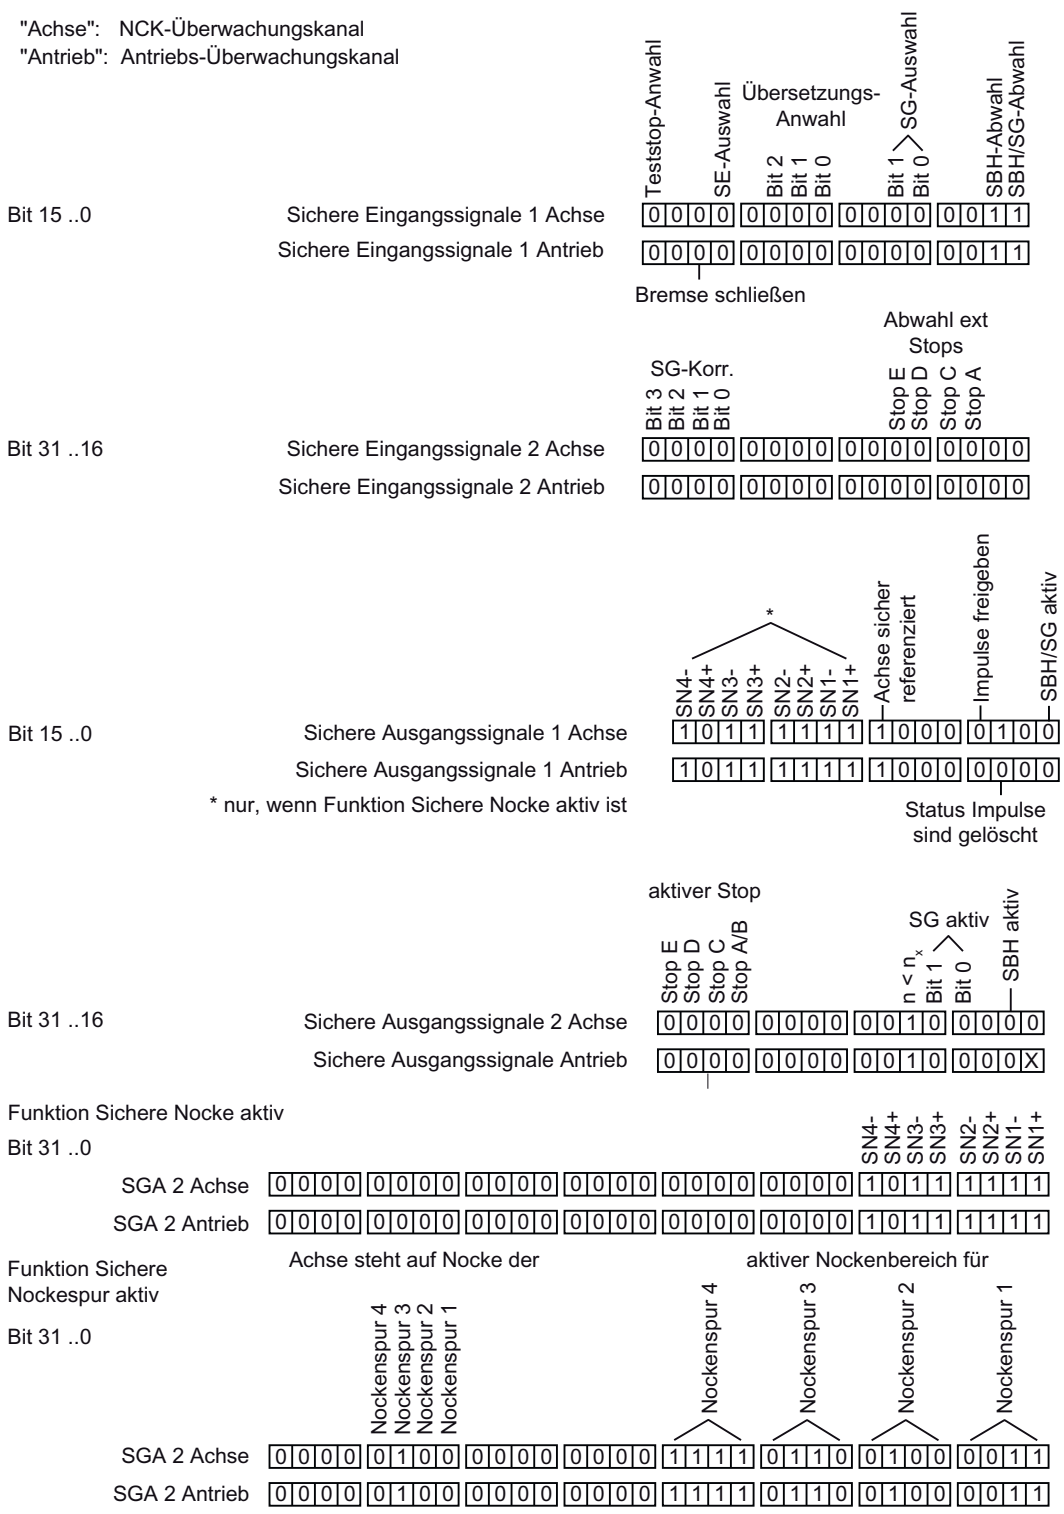 "Achse": NCK-Überwachungskanal
"Antrieb": Antriebs-Überwachungskanal
Teststop-Anwahl
SE-Auswahl
Übersetzungs-
Anwahl
Bit 2
Bit 1
Bit 0
SG-Auswahl
Bit 1
Bit 0
SBH-Abwahl
SBH/SG-Abwahl
Bit 15 ..0 Sichere Eingangssignale 1 Achse 0000 0000 0000 0011
Sichere Eingangssignale 1 Antrieb 0000 0000 0000 0011
Bremse schließen
Abwahl ext
Stops
SG-Korr.
Bit 3
Bit 2
Bit 1
Bit 0
Stop E
Stop D
Stop C
Stop A
Bit 31 ..16 Sichere Eingangssignale 2 Achse 0000 0000 0000 0000
Sichere Eingangssignale 2 Antrieb 0000 0000 0000 0000
*
SN4-
SN4+
SN3-
SN3+
SN2-
SN2+
SN1-
SN1+
Achse sicher
referenziert
Impulse freigeben
SBH/SG aktiv
Bit 15 ..0 Sichere Ausgangssignale 1 Achse 1011 1111 1000 0100
Sichere Ausgangssignale 1 Antrieb 1011 1111 1000 0000
* nur, wenn Funktion Sichere Nocke aktiv ist
Status Impulse
sind gelöscht
aktiver Stop
Stop E
Stop D
Stop C
Stop A/B
n < nx
SG aktiv
Bit 1
Bit 0
SBH aktiv
Bit 31 ..16 Sichere Ausgangssignale 2 Achse 0000 0000 0010 0000
Sichere Ausgangssignale Antrieb 0000 0000 0010 000X
Funktion Sichere Nocke aktiv
Bit 31 ..0
SN4-
SN4+
SN3-
SN3+
SN2-
SN2+
SN1-
SN1+
SGA 2 Achse 0000 0000 0000 0000 0000 0000 1011 1111
SGA 2 Antrieb 0000 0000 0000 0000 0000 0000 1011 1111
Funktion Sichere
Nockespur aktiv
Bit 31 ..0
Achse steht auf Nocke der
Nockenspur 4
Nockenspur 3
Nockenspur 2
Nockenspur 1
aktiver Nockenbereich für
Nockenspur 4
Nockenspur 3
Nockenspur 2
Nockenspur 1
SGA 2 Achse 0000 0100 0000 0000 1111 0110 0100 0011
SGA 2 Antrieb 0000 0100 0000 0000 1111 0110 0100 0011